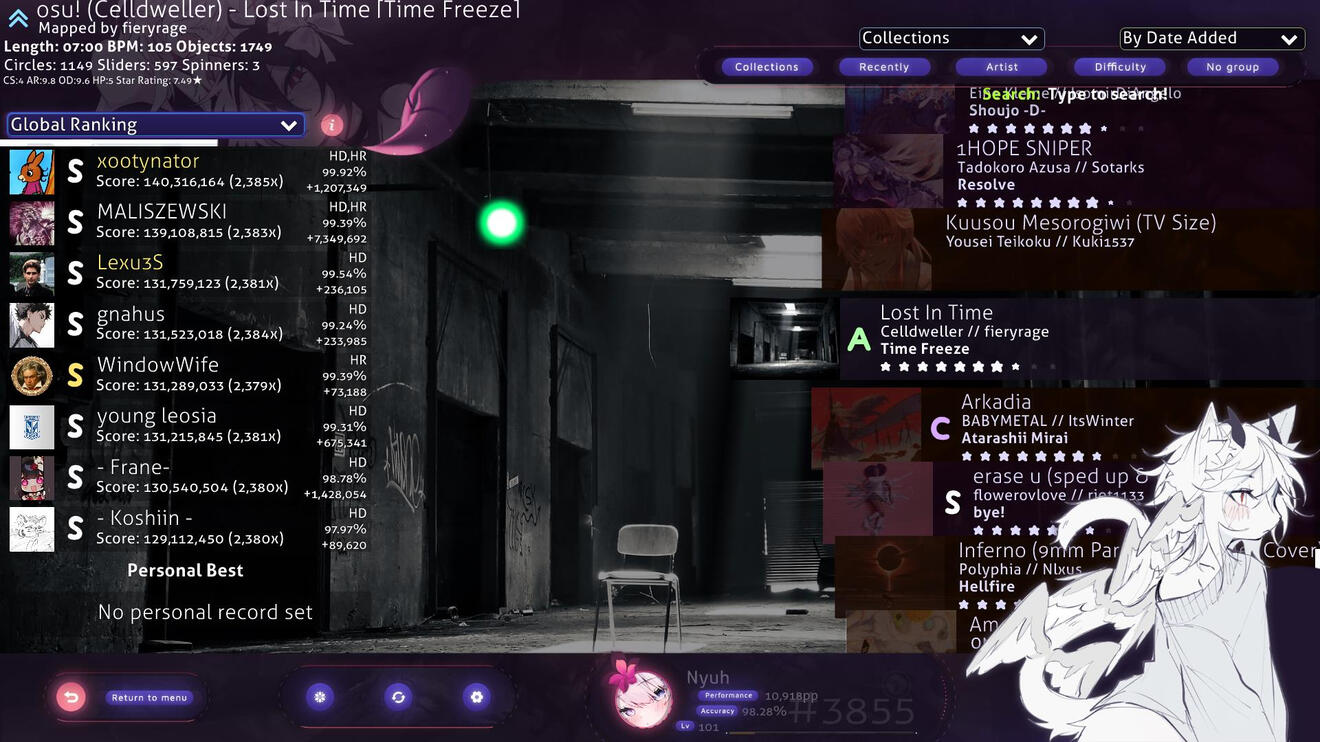 osu! (Celldweller) - Lost In Time [Time Freeze]
Mapped by fieryrage
Length: 07:00 BPM: 105 Objects: 1749
Circles: 1149 Sliders: 597 Spinners: 3
CS:4 AR:9.8 OD:9.6 HP:5 Star Rating: 7.49★
Collections
By Date Added
Collections
Recently
Artist
Difficulty
No group
Search: Type to search!
Global Ranking
i
S xootynator HD,HR
Score: 140,316,164 (2,385x) 99.92%
+1,207,349
S MALISZEWSKI HD,HR
Score: 139,108,815 (2,383x) 99.39%
+7,349,692
S Lexu3S HD
Score: 131,759,123 (2,381x) 99.54%
+236,105
S gnahus HD
Score: 131,523,018 (2,384x) 99.24%
+233,985
S WindowWife HR
Score: 131,289,033 (2,379x) 99.39%
+73,188
S young leosia HD
Score: 131,215,845 (2,381x) 99.31%
+675,341
S - Frane- HD
Score: 130,540,504 (2,380x) 98.78%
+1,428,054
S - Koshiin - HD
Score: 129,112,450 (2,380x) 97.97%
+89,620
Personal Best
No personal record set
Shoujo -D-
1HOPE SNIPER
Tadokoro Azusa // Sotarks
Resolve
Kuusou Mesorogiwi (TV Size)
Yousei Teikoku // Kuki1537
A
Lost In Time
Celldweller // fieryrage
Time Freeze
C
Arkadia
BABYMETAL // ItsWinter
Atarashii Mirai
S
erase u (sped up &
flowerovlove // riot1133
bye!
Inferno (9mm Par Cover)
Polyphia // Nlxus
Hellfire
Am
Return to menu
Nyuh
Performance 10,918pp
Accuracy 98.28%
Lv 101
#3855